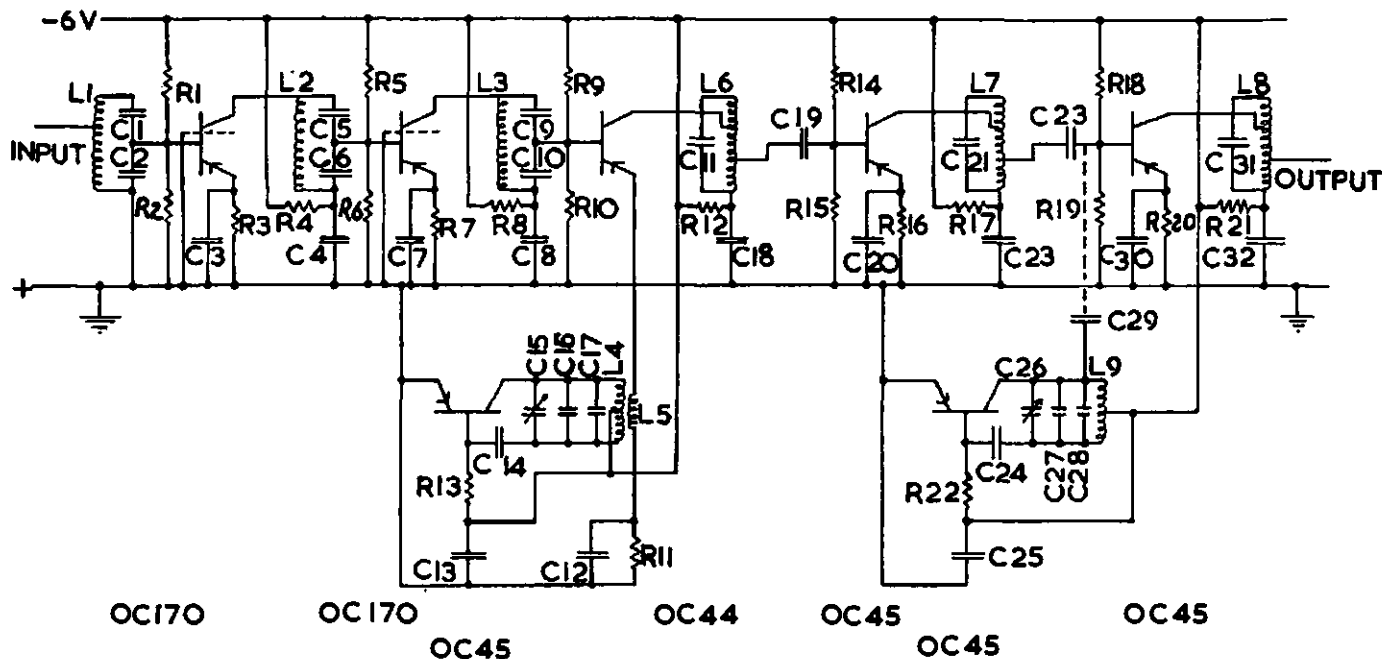 -6V
L1
C1
C2
INPUT
R1
R2
C3
R3
L2
R4
C5
C6
C4
R5
R6
C7
R7
L3
R8
C9
C10
C8
R9
R10
L6
C11
R12
C18
C19
R14
R15
C20
R16
L7
C21
R17
C23
C23
R18
R19
C30
R20
L8
C31
R21
C32
OUTPUT
+
C15
C16
C17
L4
L5
C14
R13
C13
C12
R11
C29
C26
L9
C24
C27
C28
R22
C25
OC170
OC170
OC44
OC45
OC45
OC45
OC45